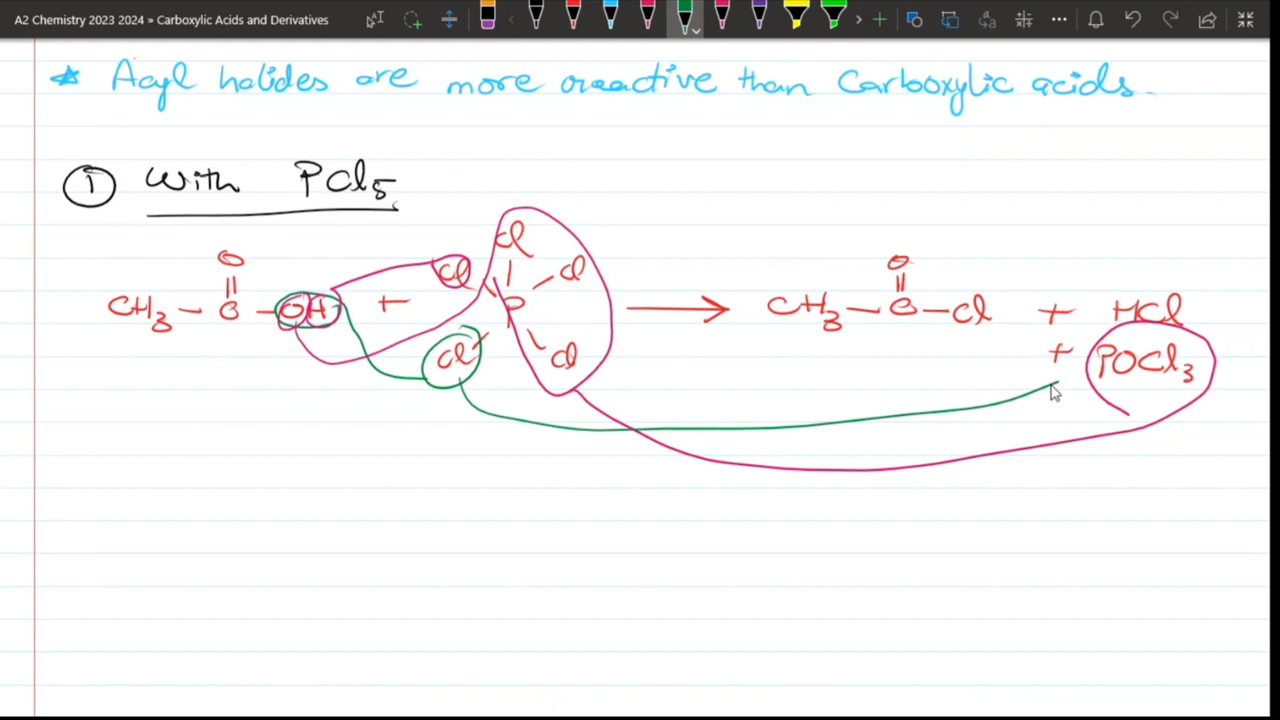 A2 Chemistry 2023 2024 » Carboxylic Acids and Derivatives
* Acyl halides are more reactive than Carboxylic acids.
① With PCl5
CH3 - C(=O) - OH + PCl5 → CH3 - C(=O) - Cl + HCl
+ POCl3